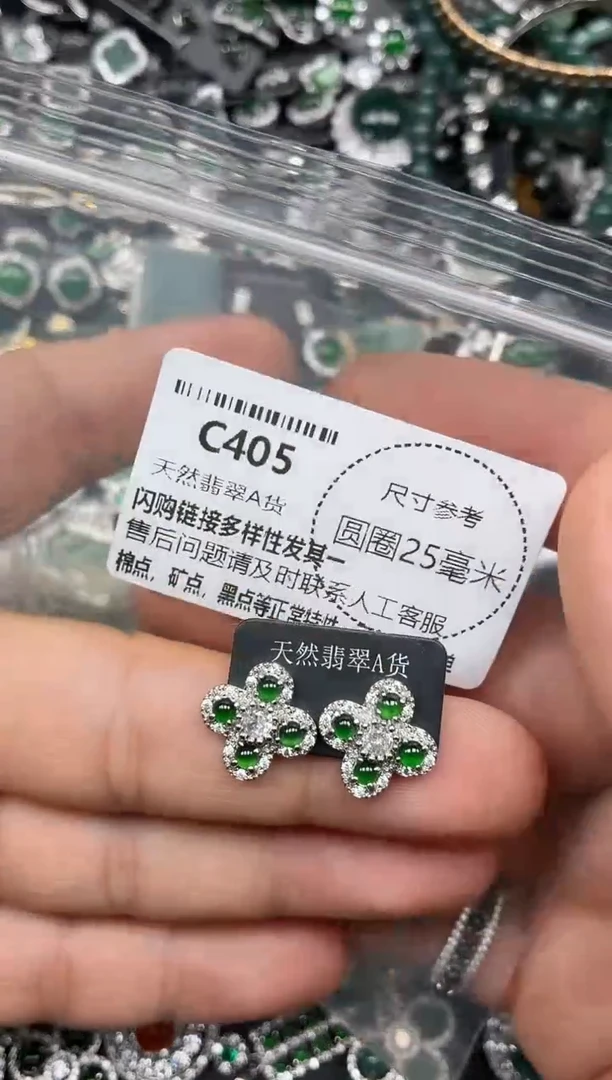 C405
天然翡翠A货
闪购链接多样性发其一
售后问题请及时联系人工客服
棉点，矿点，黑点等正常特性
尺寸参考
圆圈25毫米
天然翡翠A货